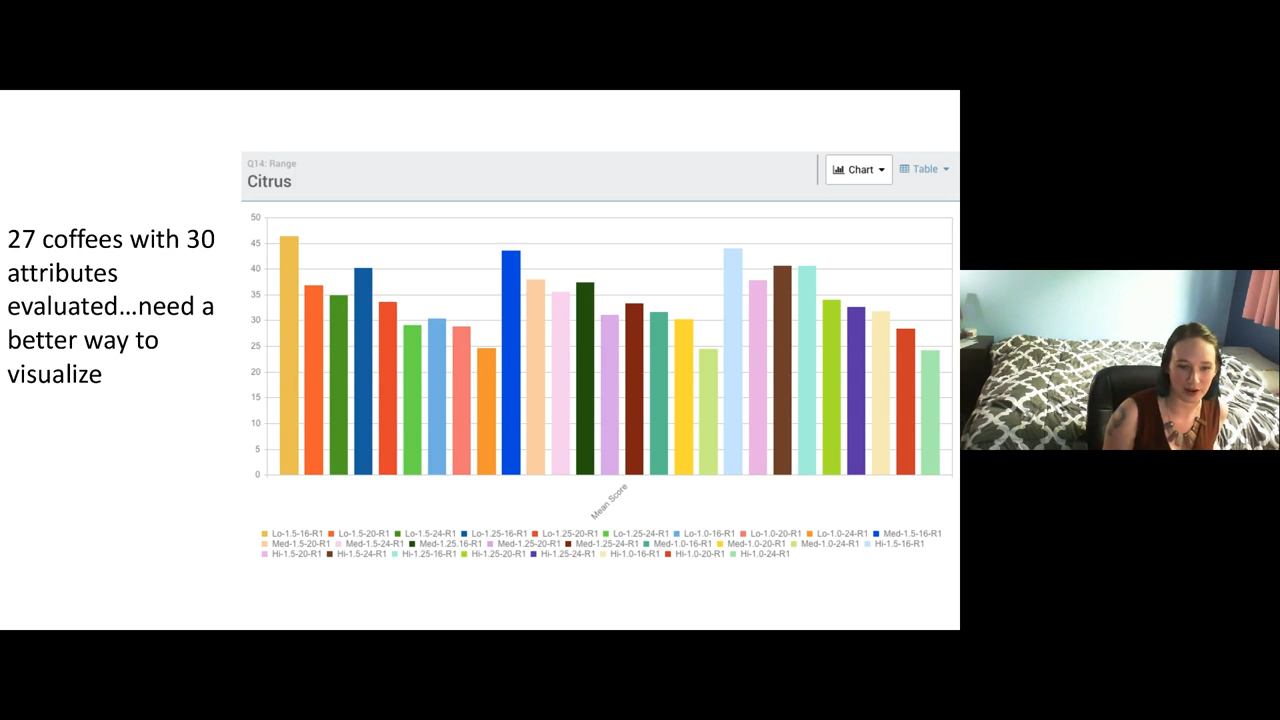 27 coffees with 30
attributes
evaluated...need a
better way to
visualize
Q14: Range
Citrus
Chart
Table
50
45
40
35
30
25
20
15
10
5
0
Mean Score
Lo-1.5-16-R1 Lo-1.5-20-R1 Lo-1.5-24-R1 Lo-1.25-16-R1 Lo-1.25-20-R1 Lo-1.25-24-R1 Lo-1.0-16-R1 Lo-1.0-20-R1 Lo-1.0-24-R1 Med-1.5-16-R1
Med-1.5-20-R1 Med-1.5-24-R1 Med-1.25.16-R1 Med-1.25-20-R1 Med-1.25-24-R1 Med-1.0-16-R1 Med-1.0-20-R1 Med-1.0-24-R1 Hi-1.5-16-R1
Hi-1.5-20-R1 Hi-1.5-24-R1 Hi-1.25-16-R1 Hi-1.25-20-R1 Hi-1.25-24-R1 Hi-1.0-16-R1 Hi-1.0-20-R1 Hi-1.0-24-R1